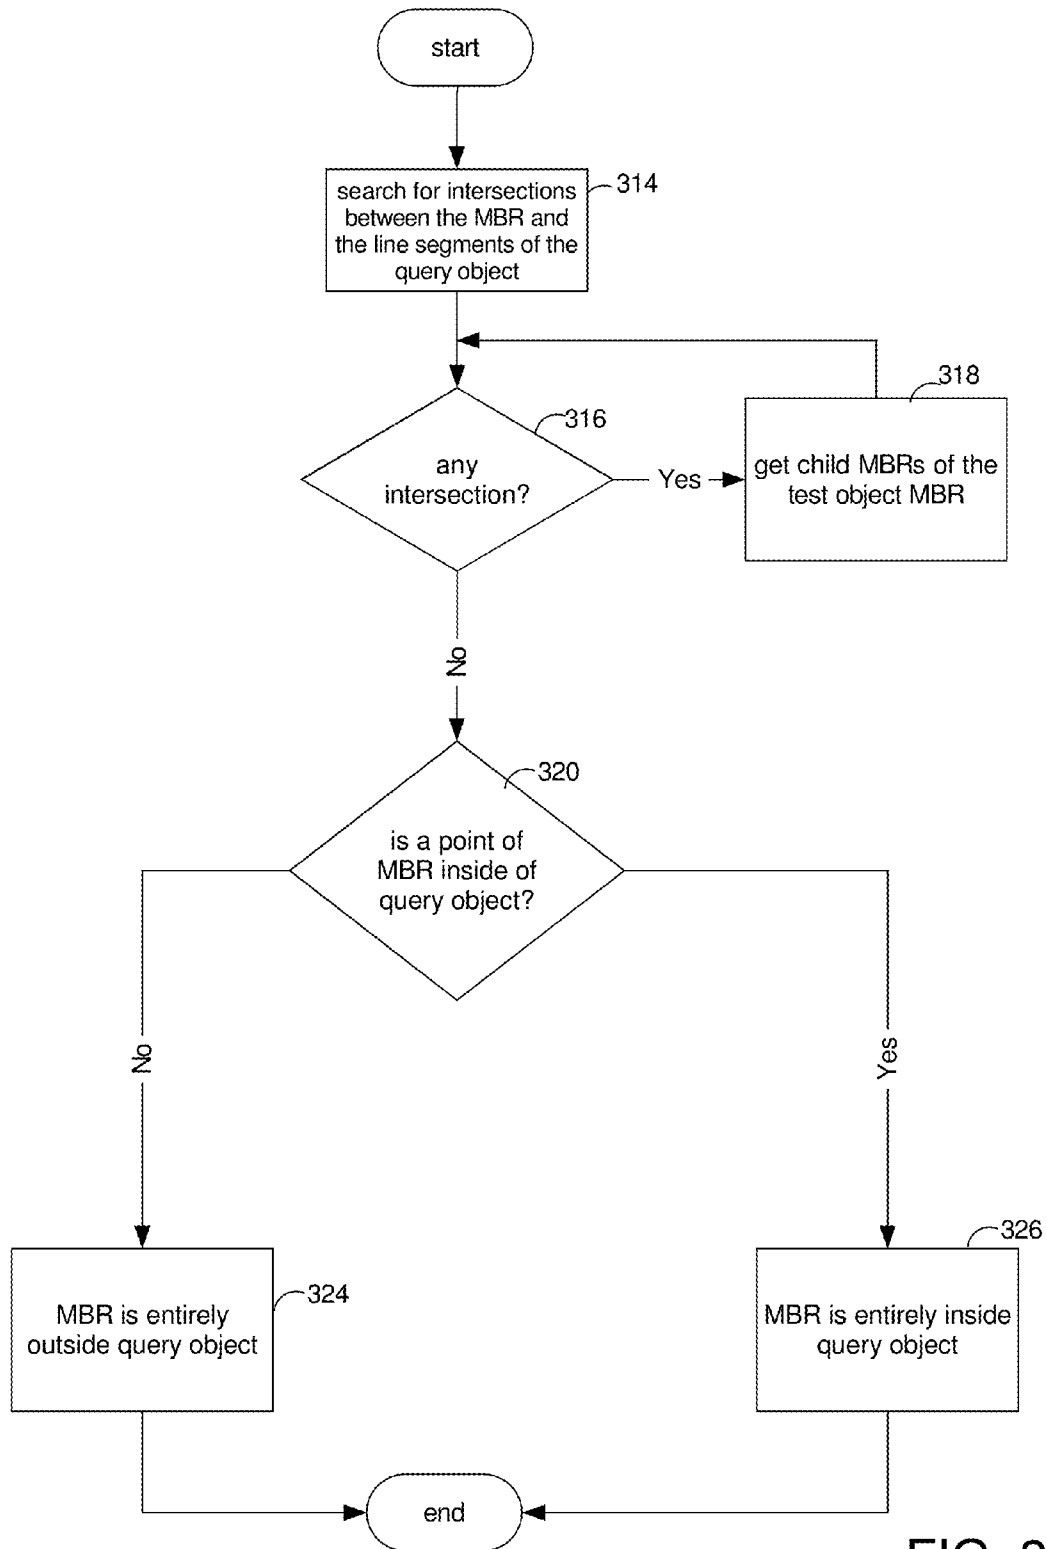 start
search for intersections
between the MBR and
the line segments of the
query object
314
318
316
any
intersection?
Yes
get child MBRs of the
test object MBR
No
320
is a point of
MBR inside of
query object?
No
Yes
326
324
MBR is entirely
outside query object
MBR is entirely inside
query object
end